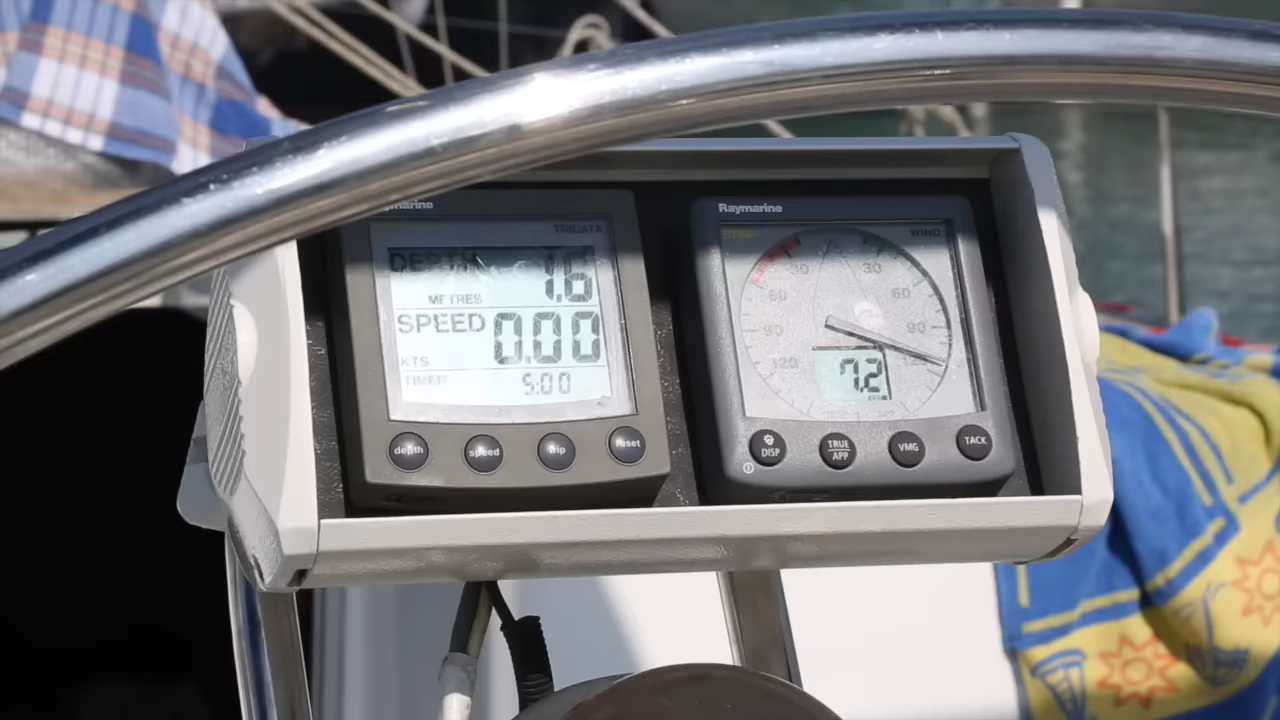 Raymarine
TRIDATA
DEPTH 1.6
METRES
SPEED 0.00
KTS
TIMER 5:00
depth speed trip reset
Raymarine
WIND
30 30
60 60
90 90
120
7.2
DISP TRUE APP VMG TACK